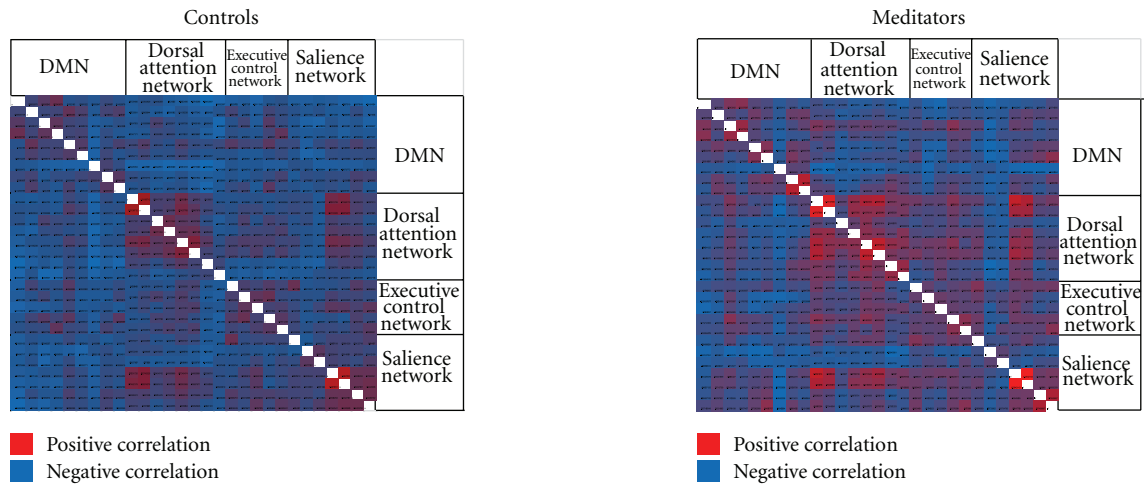 Controls
DMN
Dorsal
attention
network
Executive
control
network
Salience
network
DMN
Dorsal
attention
network
Executive
control
network
Salience
network
Positive correlation
Negative correlation
Meditators
DMN
Dorsal
attention
network
Executive
control
network
Salience
network
DMN
Dorsal
attention
network
Executive
control
network
Salience
network
Positive correlation
Negative correlation